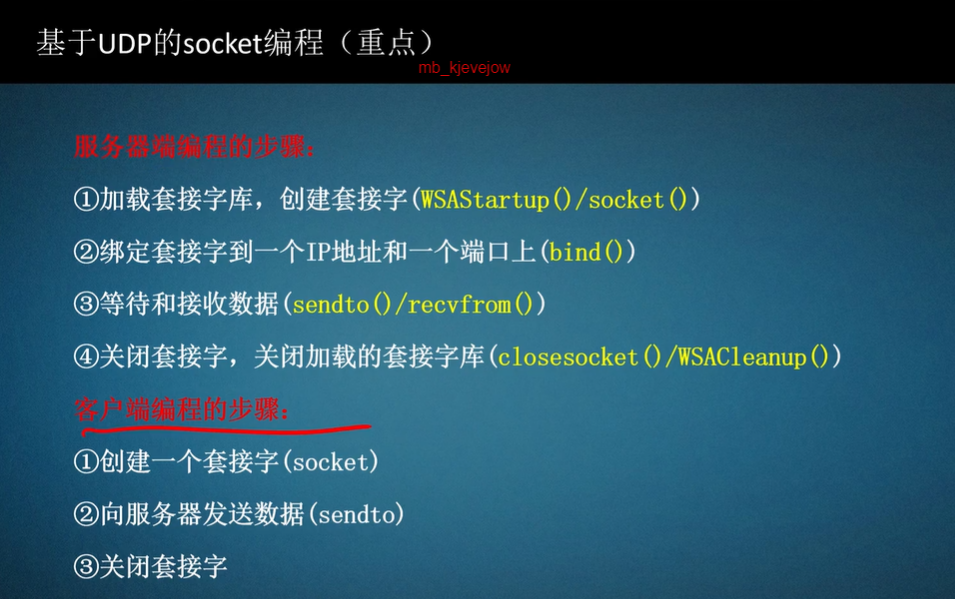 基于UDP的socket编程（重点）
mb_kjevejow
服务器端编程的步骤：
①加载套接字库，创建套接字(WSAStartup()/socket())
②绑定套接字到一个IP地址和一个端口上(bind())
③等待和接收数据(sendto()/recvfrom())
④关闭套接字，关闭加载的套接字库(closesocket()/WSACleanup())
客户端编程的步骤：
①创建一个套接字(socket)
②向服务器发送数据(sendto)
③关闭套接字